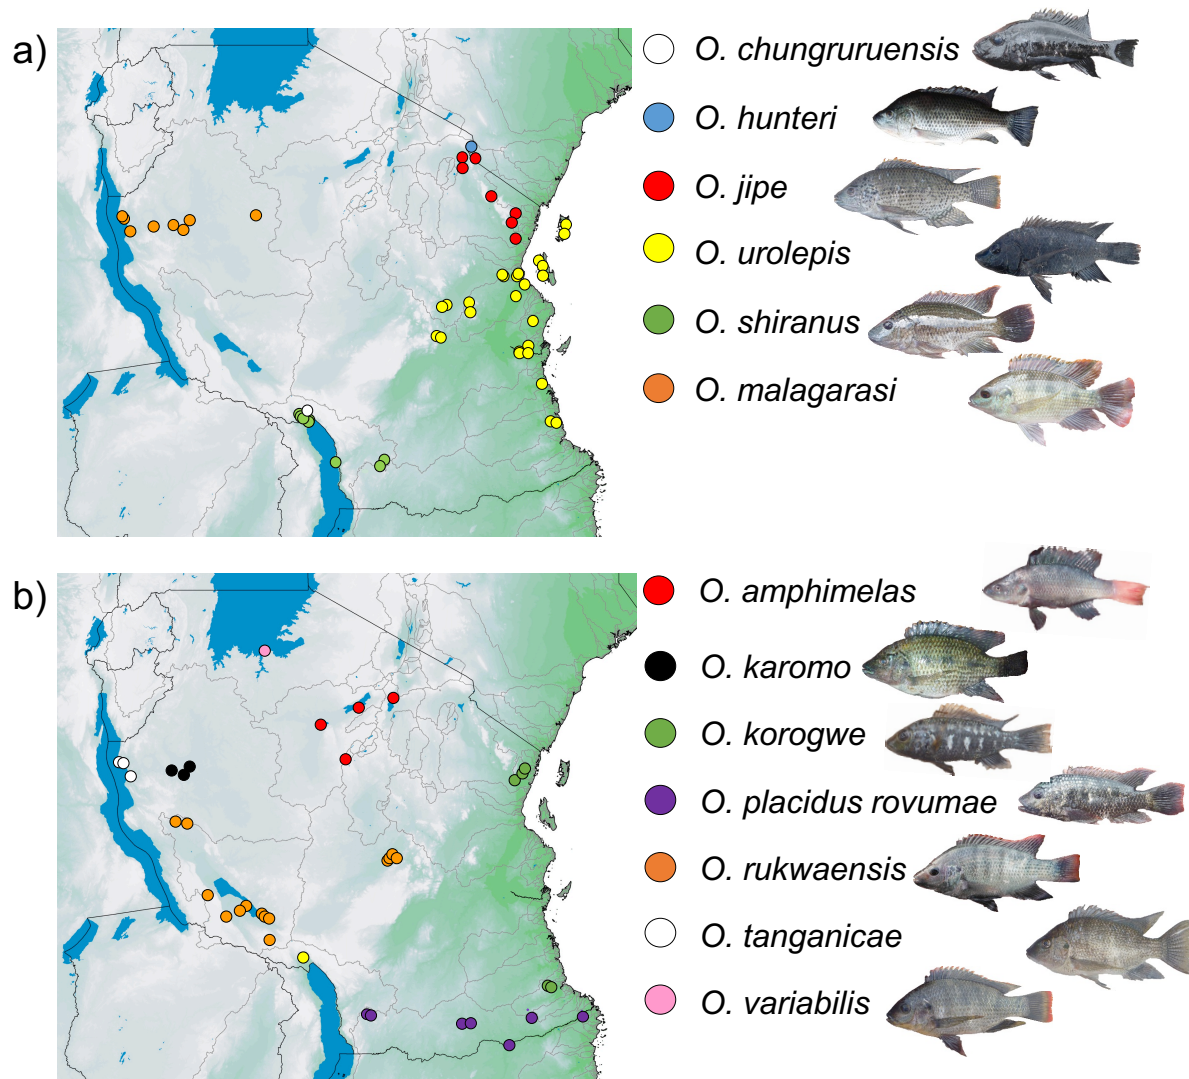 a)
O. chungruruensis
O. hunteri
O. jipe
O. urolepis
O. shiranus
O. malagarasi
b)
O. amphimelas
O. karomo
O. korogwe
O. placidus rovumae
O. rukwaensis
O. tanganicae
O. variabilis